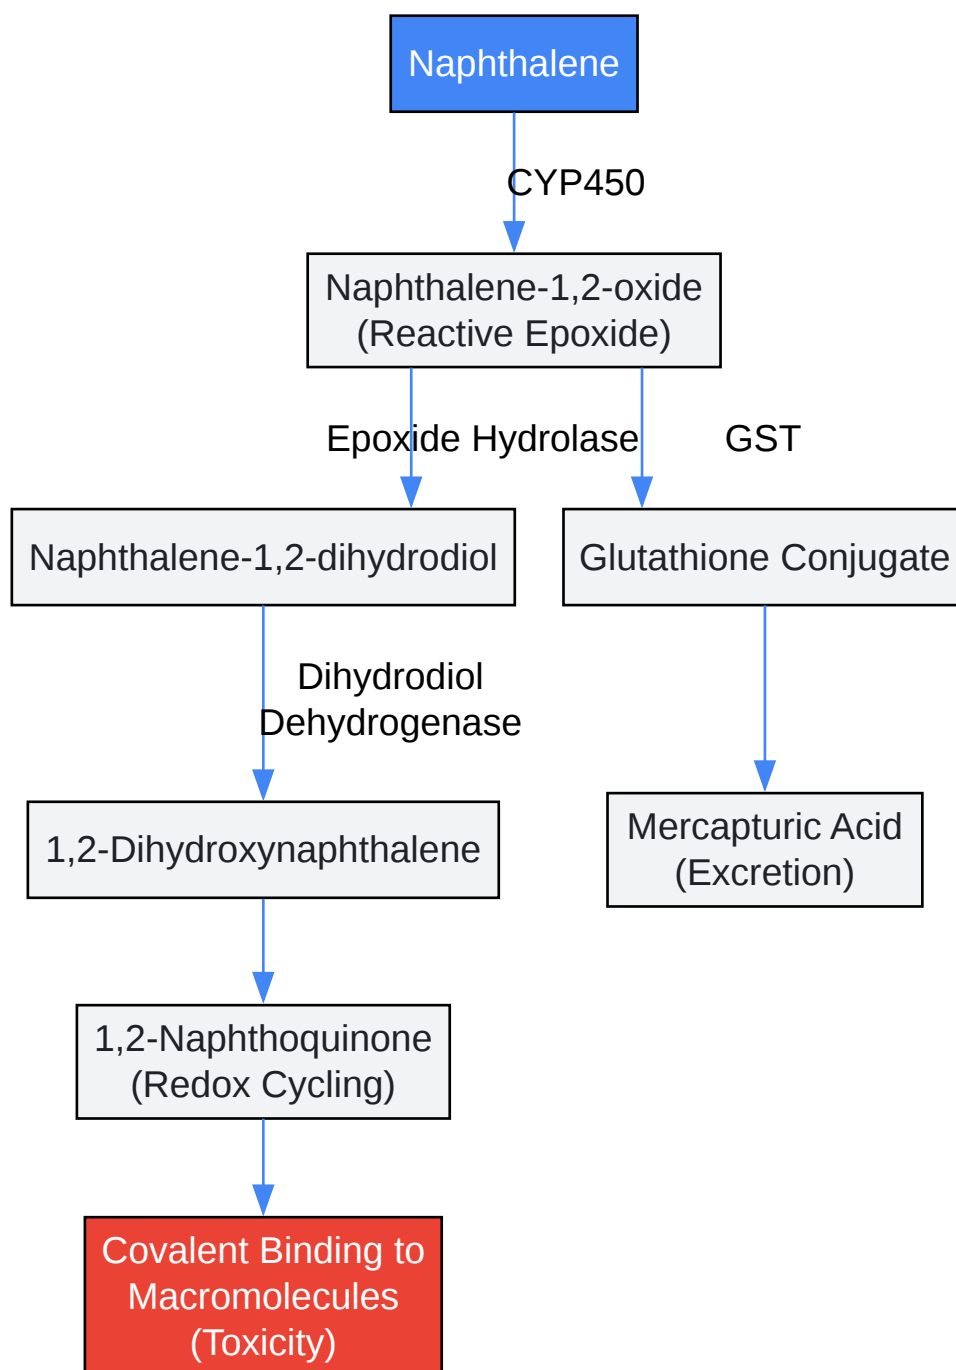 Naphthalene
CYP450
Naphthalene-1,2-oxide
(Reactive Epoxide)
Epoxide Hydrolase
GST
Naphthalene-1,2-dihydrodiol
Glutathione Conjugate
Dihydrodiol
Dehydrogenase
1,2-Dihydroxynaphthalene
Mercapturic Acid
(Excretion)
1,2-Naphthoquinone
(Redox Cycling)
Covalent Binding to
Macromolecules
(Toxicity)